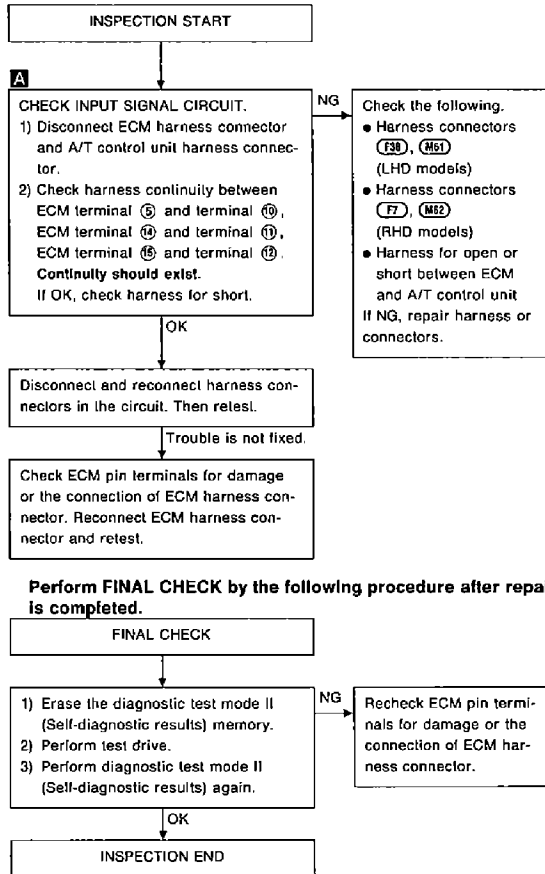 INSPECTION START
A
CHECK INPUT SIGNAL CIRCUIT.
1) Disconnect ECM harness connector
and A/T control unit harness connec-
tor.
2) Check harness continuity between
ECM terminal ⑤ and terminal ⑩,
ECM terminal ⑭ and terminal ⑪,
ECM terminal ⑮ and terminal ⑫.
Continuity should exist.
If OK, check harness for short.
NG
Check the following.
● Harness connectors
(F38), (M61)
(LHD models)
● Harness connectors
(F7), (M62)
(RHD models)
● Harness for open or
short between ECM
and A/T control unit
If NG, repair harness or
connectors.
OK
Disconnect and reconnect harness con-
nectors in the circuit. Then retest.
Trouble is not fixed.
Check ECM pin terminals for damage
or the connection of ECM harness con-
nector. Reconnect ECM harness con-
nector and retest.
Perform FINAL CHECK by the following procedure after repa
is completed.
FINAL CHECK
1) Erase the diagnostic test mode II
(Self-diagnostic results) memory.
2) Perform test drive.
3) Perform diagnostic test mode II
(Self-diagnostic results) again.
NG
Recheck ECM pin termi-
nals for damage or the
connection of ECM har-
ness connector.
OK
INSPECTION END